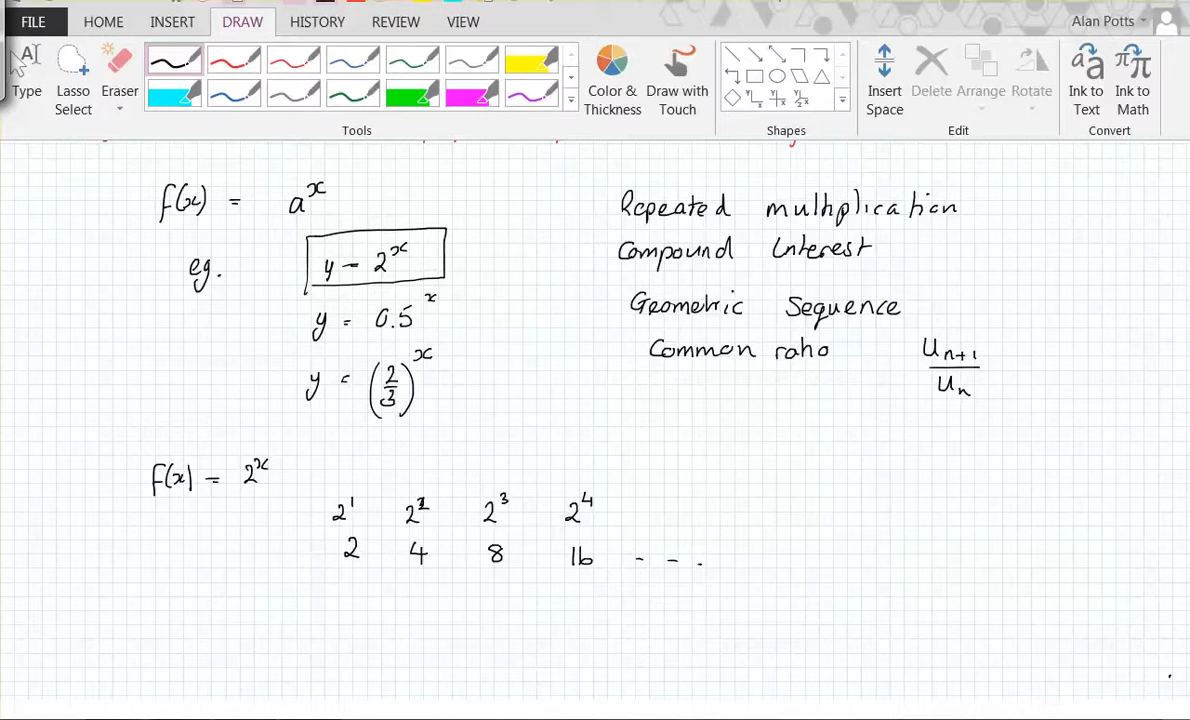 FILE HOME INSERT DRAW HISTORY REVIEW VIEW Alan Potts
Type Lasso Select Eraser Color & Thickness Draw with Touch Insert Space Delete Arrange Rotate Ink to Text Ink to Math
Tools Shapes Edit Convert
f(x) = a^x
eg. y = 2^x
y = 0.5^x
y = (2/3)^x
Repeated multiplication
Compound Interest
Geometric Sequence
Common ratio U_{n+1}/U_n
f(x) = 2^x
2^1 2^2 2^3 2^4
2 4 8 16 - - .